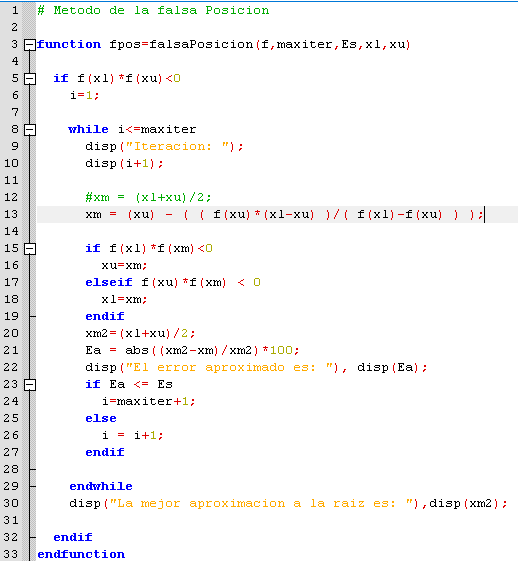 1 # Metodo de la falsa Posicion
2
3 function fpos=falsaPosicion(f,maxiter,Es,xl,xu)
4
5 if f(xl)*f(xu)<0
6 i=1;
7
8 while i<=maxiter
9 disp("Iteracion: ");
10 disp(i+1);
11
12 #xm = (xl+xu)/2;
13 xm = (xu) - ( ( f(xu)*(xl-xu) )/( f(xl)-f(xu) ) );
14
15 if f(xl)*f(xm)<0
16 xu=xm;
17 elseif f(xu)*f(xm) < 0
18 xl=xm;
19 endif
20 xm2=(xl+xu)/2;
21 Ea = abs((xm2-xm)/xm2)*100;
22 disp("El error aproximado es: "), disp(Ea);
23 if Ea <= Es
24 i=maxiter+1;
25 else
26 i = i+1;
27 endif
28
29 endwhile
30 disp("La mejor aproximacion a la raiz es: "),disp(xm2);
31
32 endif
33 endfunction